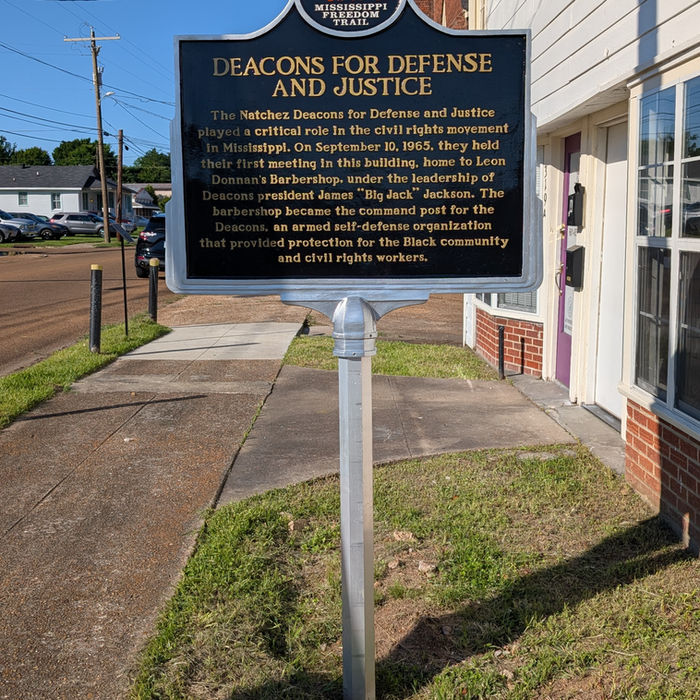 MISSISSIPPI
FREEDOM
TRAIL
DEACONS FOR DEFENSE
AND JUSTICE
The Natchez Deacons for Defense and Justice
played a critical role in the civil rights movement
in Mississippi. On September 10, 1965, they held
their first meeting in this building, home to Leon
Donnan's Barbershop, under the leadership of
Deacons president James "Big Jack" Jackson. The
barbershop became the command post for the
Deacons, an armed self-defense organization
that provided protection for the Black community
and civil rights workers.